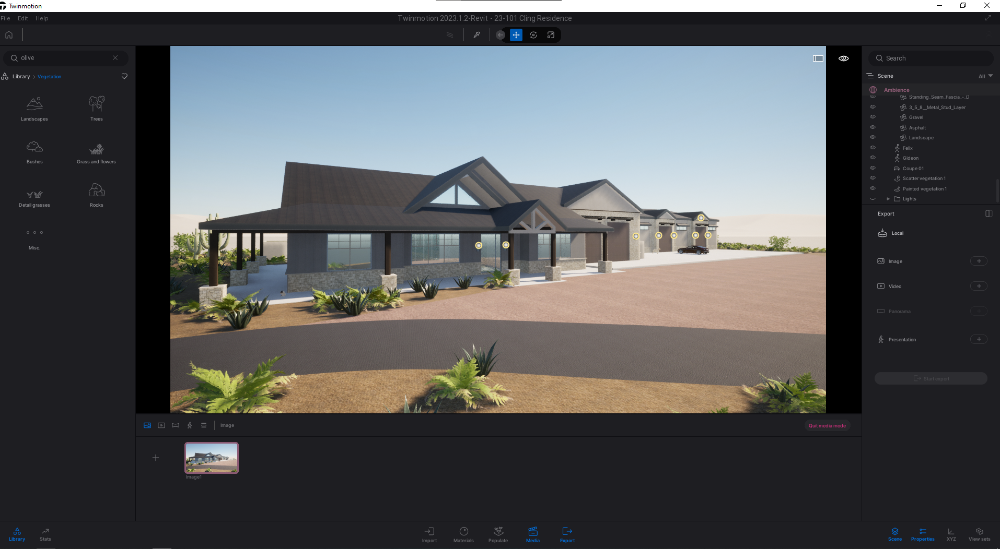 Twinmotion
File Edit Help
Twinmotion 2023.1.2-Revit - 23-101 Cling Residence
olive
Library > Vegetation
Landscapes
Trees
Bushes
Grass and flowers
Detail grasses
Rocks
Misc.
Search
Scene
All
Ambience
Standing_Seam_Fascia_-_D
3_5_8__Metal_Stud_Layer
Gravel
Asphalt
Landscape
Felix
Gideon
Coupe 01
Scatter vegetation 1
Painted vegetation 1
Lights
Export
Local
Image
Video
Panorama
Presentation
Start export
Image
Quit media mode
Image1
Library
Stats
Import
Materials
Populate
Media
Export
Scene
Properties
XYZ
View sets